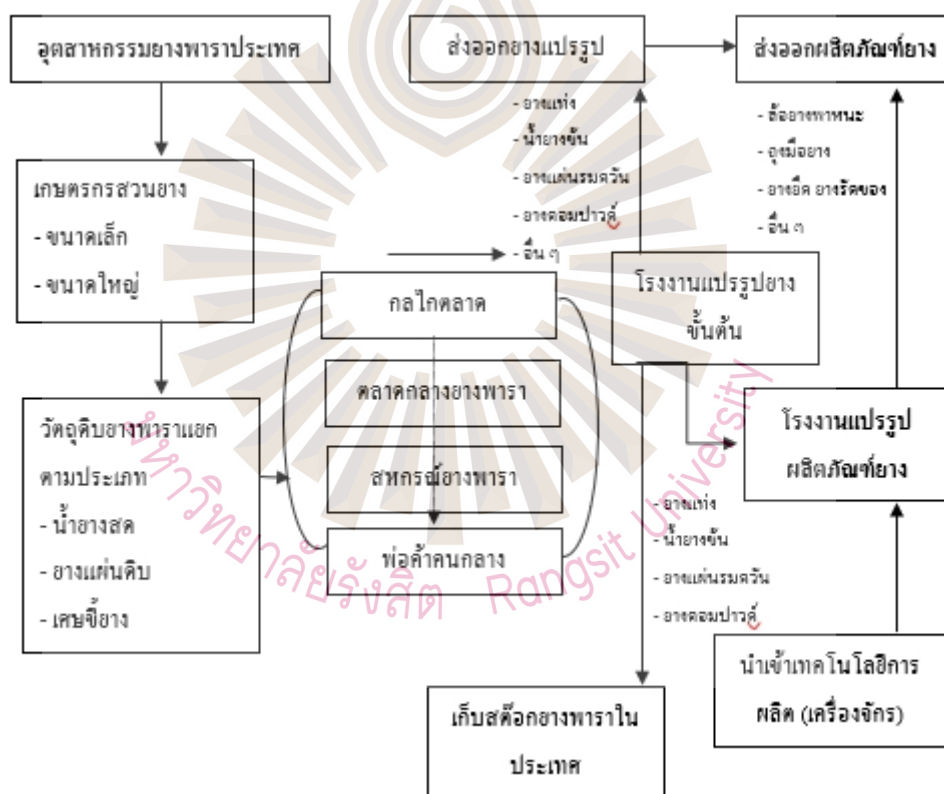 อุตสาหกรรมยางพาราประเทศ
ส่งออกยางแปรรูป
ส่งออกผลิตภัณฑ์ยาง
- ยางแท่ง
- น้ำยางข้น
- ยางแผ่นรมควัน
- ยางคอมปาวด์
- อื่น ๆ
- ล้อยางพาหนะ
- ถุงมือยาง
- ยางยืด ยางรัดของ
- อื่น ๆ
เกษตรกรสวนยาง
- ขนาดเล็ก
- ขนาดใหญ่
กลไกตลาด
โรงงานแปรรูปยาง
ขั้นต้น
ตลาดกลางยางพารา
สหกรณ์ยางพารา
พ่อค้าคนกลาง
วัตถุดิบยางพาราแยก
ตามประเภท
- น้ำยางสด
- ยางแผ่นดิบ
- เศษขี้ยาง
โรงงานแปรรูป
ผลิตภัณฑ์ยาง
- ยางแท่ง
- น้ำยางข้น
- ยางแผ่นรมควัน
- ยางคอมปาวด์
นำเข้าเทคโนโลยีการ
ผลิต (เครื่องจักร)
เก็บสต๊อกยางพาราใน
ประเทศ
มหาวิทยาลัยรังสิต Rangsit University